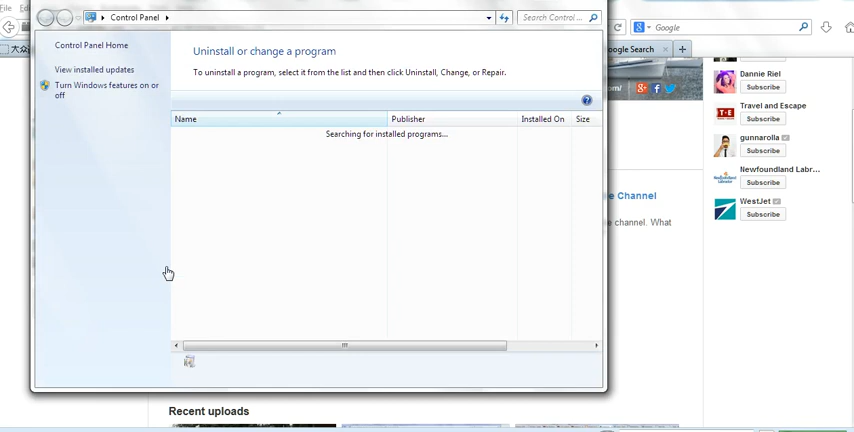 Control Panel
Search Control ...
Control Panel Home
View installed updates
Turn Windows features on or
off
Uninstall or change a program
To uninstall a program, select it from the list and then click Uninstall, Change, or Repair.
Name
Publisher
Installed On
Size
Searching for installed programs...
Google
oogle Search
Dannie Riel
Subscribe
Travel and Escape
Subscribe
gunnarolla
Subscribe
Newfoundland Labr...
Subscribe
WestJet
Subscribe
e Channel
e channel. What
Recent uploads